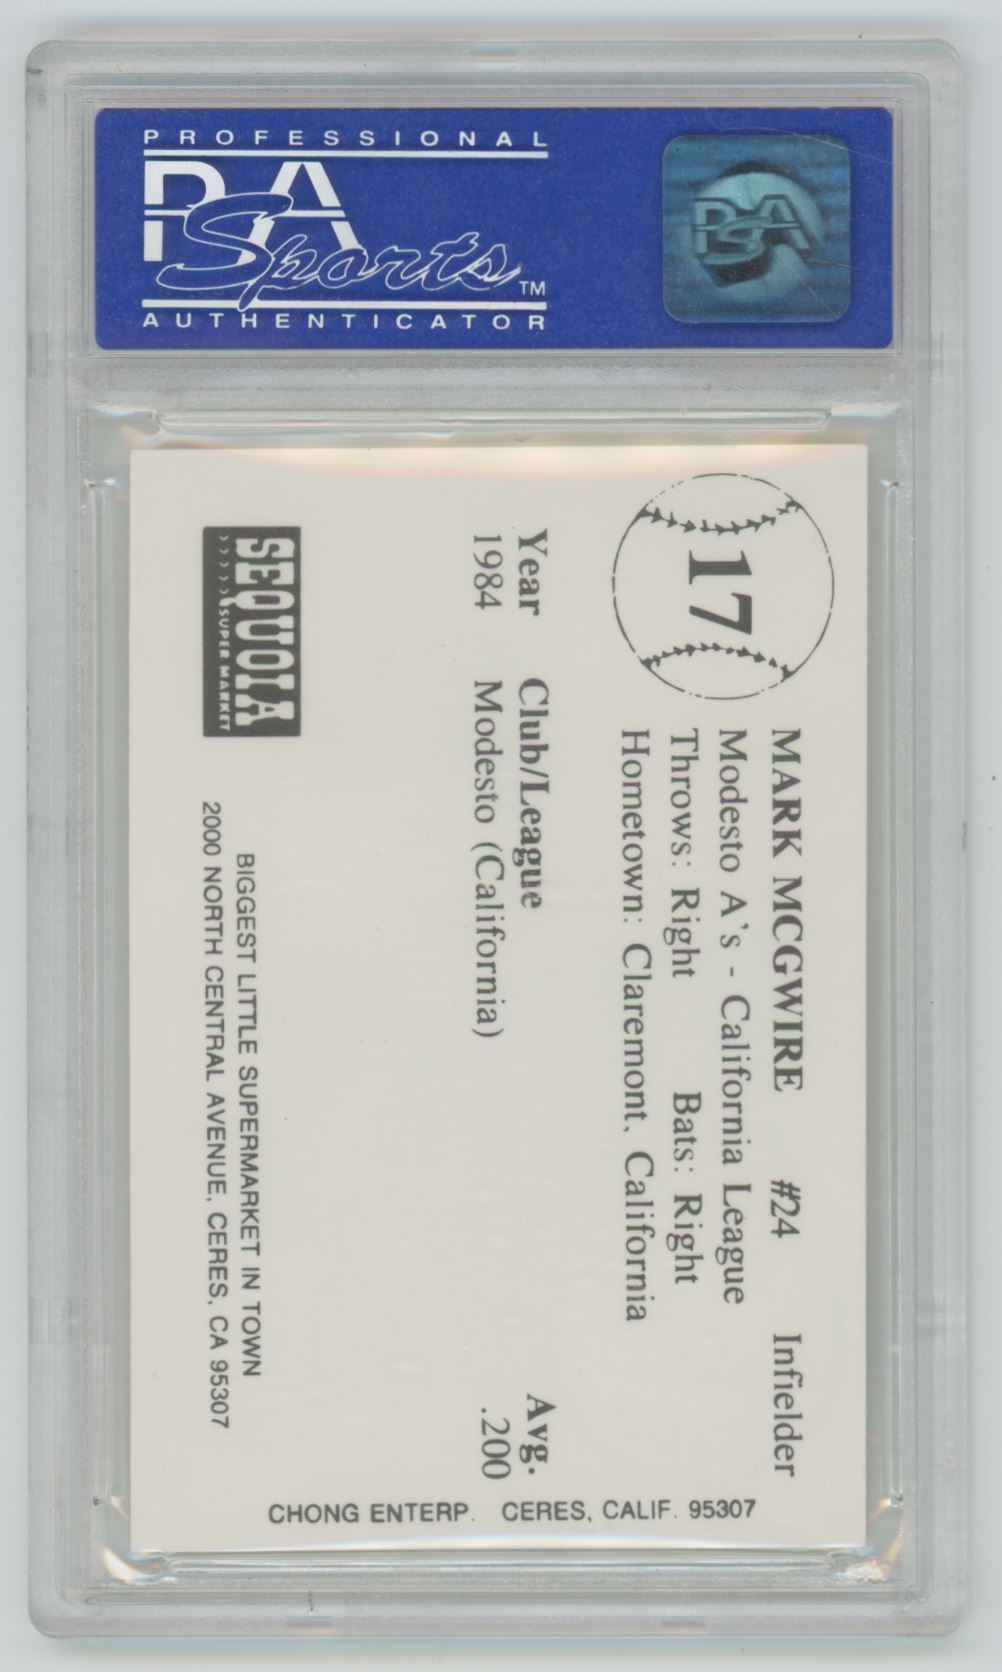 PROFESSIONAL
PSA
Sports™
AUTHENTICATOR
PSA
17
MARK MCGWIRE #24 Infielder
Modesto A's - California League
Throws: Right Bats: Right
Hometown: Claremont, California
Year Club/League Avg.
1984 Modesto (California) .200
SEQUOIA
>>>>>SUPER MARKET
BIGGEST LITTLE SUPERMARKET IN TOWN
2000 NORTH CENTRAL AVENUE, CERES, CA 95307
CHONG ENTERP. CERES, CALIF. 95307